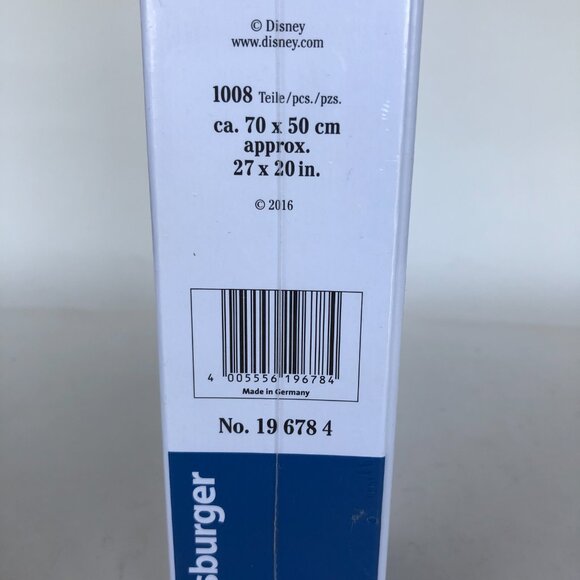 © Disney
www.disney.com
1008 Teile/pcs./pzs.
ca. 70 x 50 cm
approx.
27 x 20 in.
© 2016
4 005556 196784
Made in Germany
No. 19 678 4
sburger